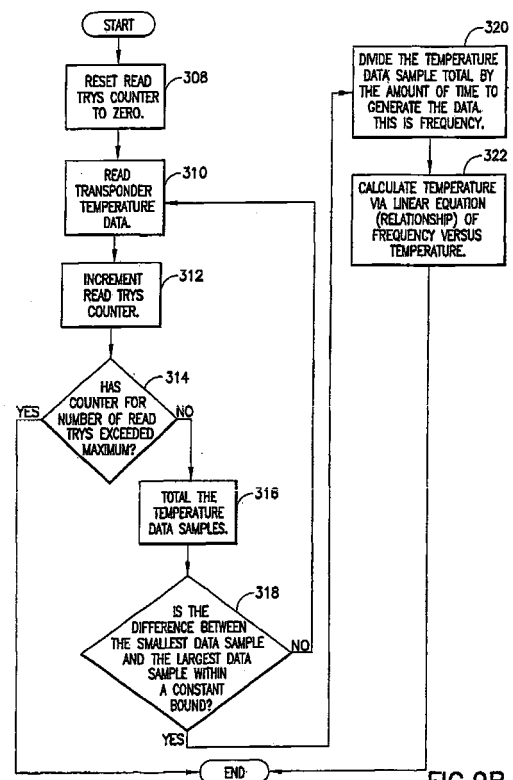 START
RESET READ
TRYS COUNTER
TO ZERO.
308
READ
TRANSPONDER
TEMPERATURE
DATA.
310
INCREMENT
READ TRYS
COUNTER.
312
HAS
COUNTER FOR
NUMBER OF READ
TRYS EXCEEDED
MAXIMUM?
314
YES
NO
TOTAL THE
TEMPERATURE
DATA SAMPLES.
316
IS THE
DIFFERENCE BETWEEN
THE SMALLEST DATA SAMPLE
AND THE LARGEST DATA
SAMPLE WITHIN
A CONSTANT
BOUND?
318
NO
YES
DIVIDE THE TEMPERATURE
DATA SAMPLE TOTAL BY
THE AMOUNT OF TIME TO
GENERATE THE DATA.
THIS IS FREQUENCY.
320
CALCULATE TEMPERATURE
VIA LINEAR EQUATION
(RELATIONSHIP) OF
FREQUENCY VERSUS
TEMPERATURE.
322
END